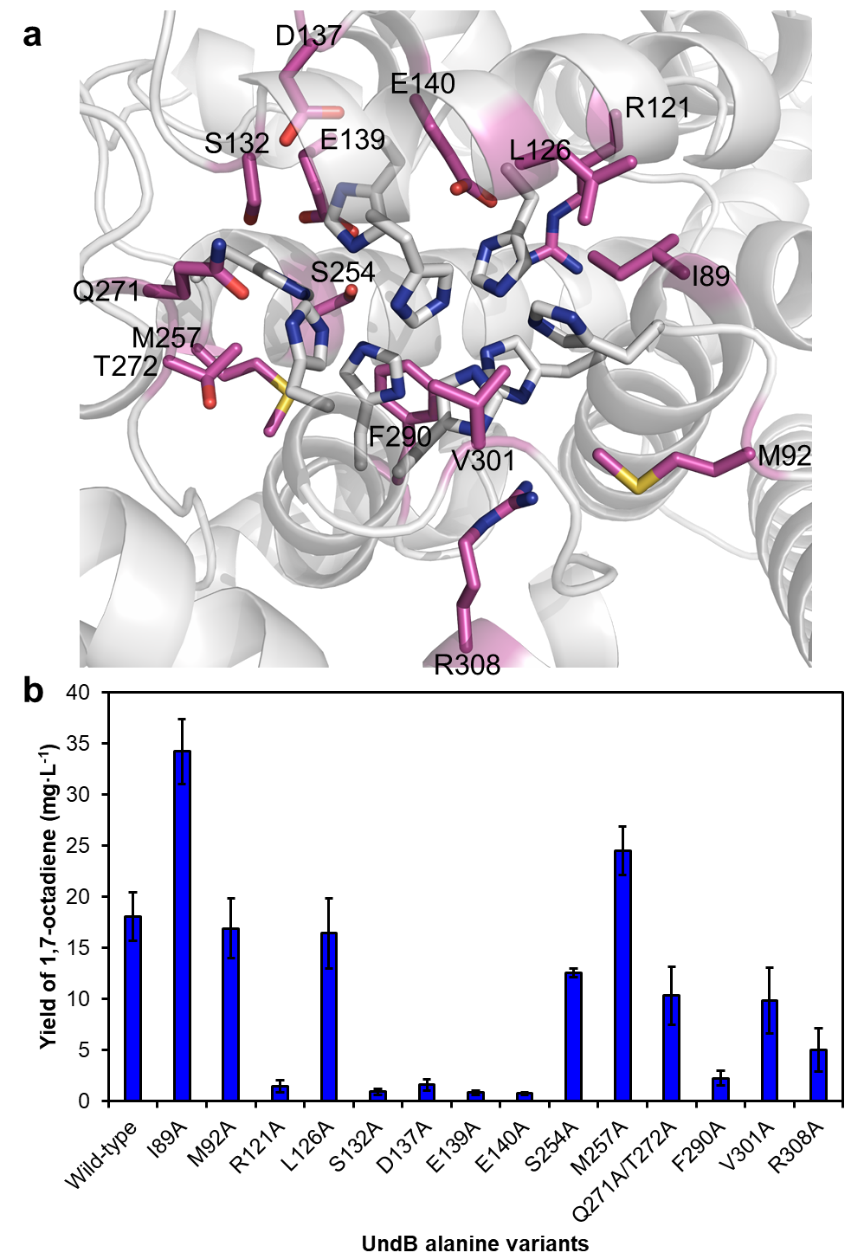 a
D137
E140
R121
S132
E139
L126
S254
I89
Q271
M257
T272
F290
V301
M92
R308
b
40
35
30
25
20
15
10
5
0
Yield of 1,7-octadiene (mg·L⁻¹)
Wild-type
I89A
M92A
R121A
L126A
S132A
D137A
E139A
E140A
S254A
M257A
Q271A/T272A
F290A
V301A
R308A
UndB alanine variants